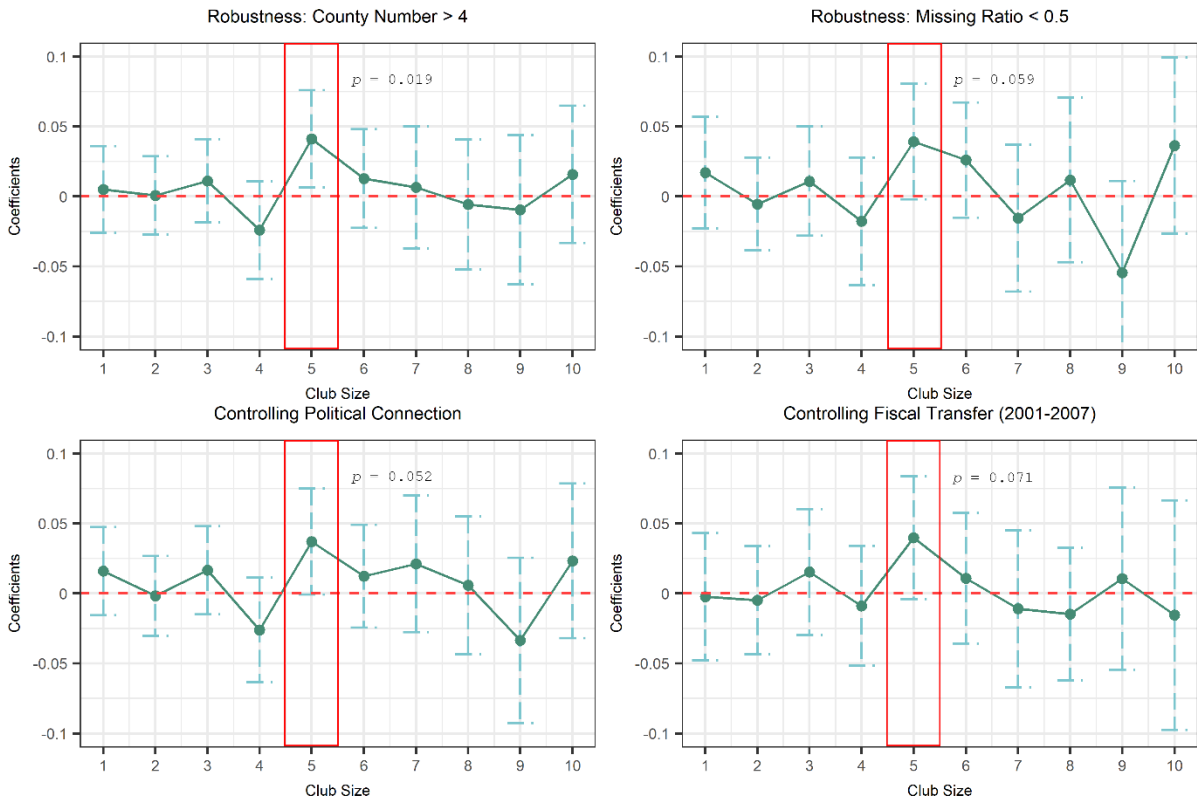 Robustness: County Number > 4
0.1
0.05
0
-0.05
-0.1
Coefficients
p = 0.019
1 2 3 4 5 6 7 8 9 10
Club Size
Robustness: Missing Ratio < 0.5
0.1
0.05
0
-0.05
-0.1
Coefficients
p = 0.059
1 2 3 4 5 6 7 8 9 10
Club Size
Controlling Political Connection
0.1
0.05
0
-0.05
-0.1
Coefficients
p = 0.052
1 2 3 4 5 6 7 8 9 10
Club Size
Controlling Fiscal Transfer (2001-2007)
0.1
0.05
0
-0.05
-0.1
Coefficients
p = 0.071
1 2 3 4 5 6 7 8 9 10
Club Size